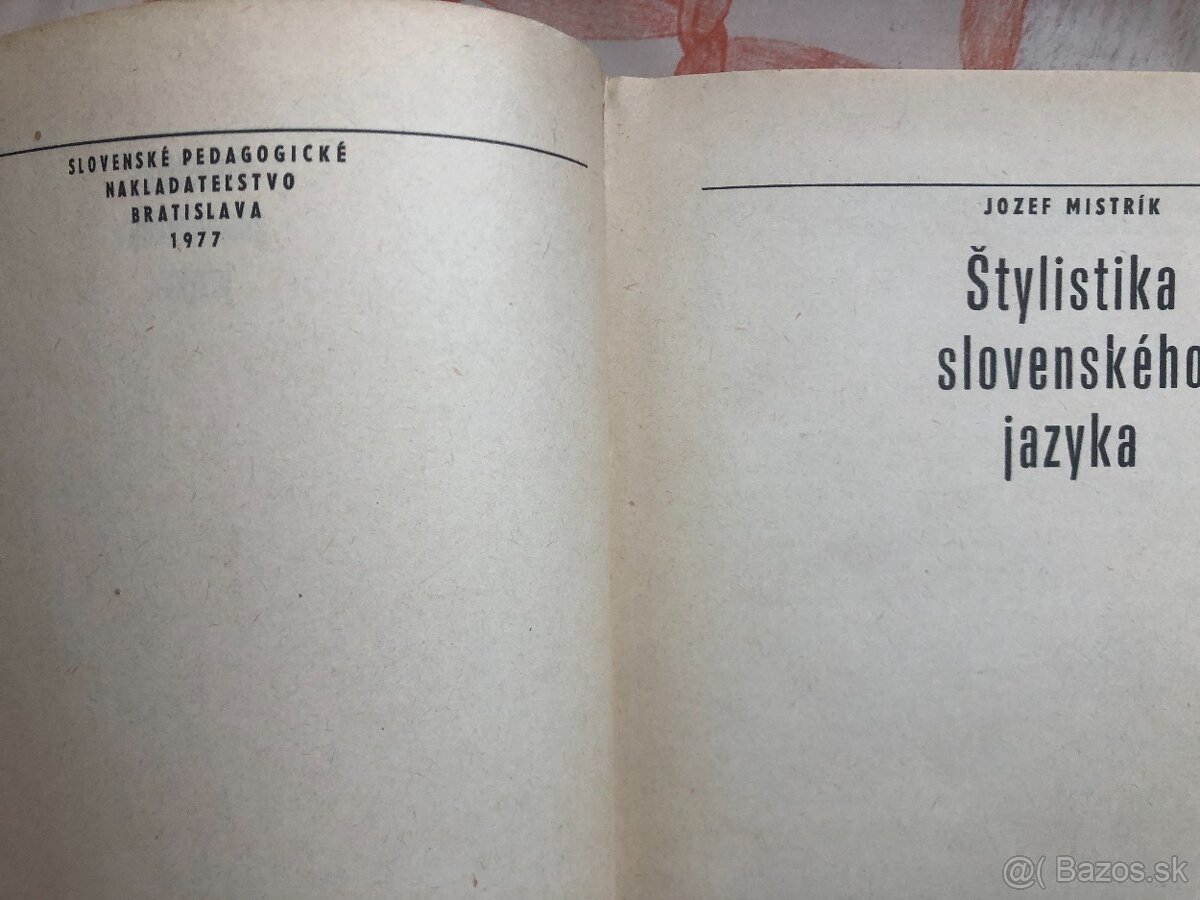 SLOVENSKÉ PEDAGOGICKÉ
NAKLADATEĽSTVO
BRATISLAVA
1977
JOZEF MISTRÍK
Štylistika
slovenského
jazyka
@( Bazos.sk